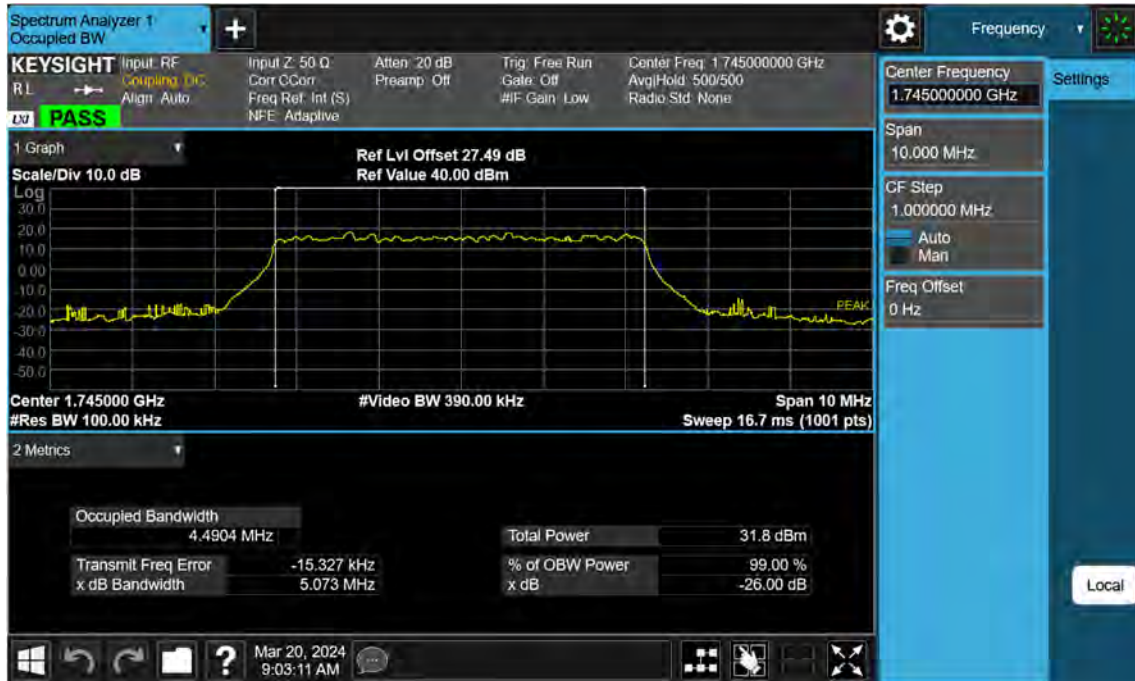 Spectrum Analyzer 1
Occupied BW
+
Frequency
KEYSIGHT
RL
LXI
PASS
Input: RF
Coupling: DC
Align: Auto
Input Z: 50 Ω
Corr CCorr
Freq Ref: Int (S)
NFE: Adaptive
Atten: 20 dB
Preamp: Off
Trig: Free Run
Gate: Off
#IF Gain: Low
Center Freq: 1.745000000 GHz
Avg|Hold: 500/500
Radio Std: None
Center Frequency
1.745000000 GHz
Settings
Span
10.000 MHz
CF Step
1.000000 MHz
Auto
Man
Freq Offset
0 Hz
1 Graph
Scale/Div 10.0 dB
Ref Lvl Offset 27.49 dB
Ref Value 40.00 dBm
Log
30.0
20.0
10.0
0.00
-10.0
-20.0
-30.0
-40.0
-50.0
PEAK
Center 1.745000 GHz
#Video BW 390.00 kHz
Span 10 MHz
#Res BW 100.00 kHz
Sweep 16.7 ms (1001 pts)
2 Metrics
Occupied Bandwidth
4.4904 MHz
Total Power 31.8 dBm
Transmit Freq Error -15.327 kHz
% of OBW Power 99.00 %
x dB Bandwidth 5.073 MHz
x dB -26.00 dB
Local
?
Mar 20, 2024
9:03:11 AM